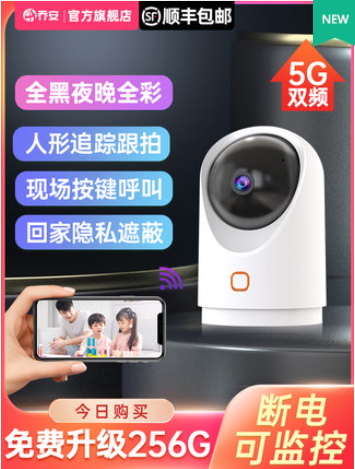 乔安 | 官方旗舰店 SF 顺丰包邮
NEW
5G
双频
全黑夜晚全彩
人形追踪跟拍
现场按键呼叫
回家隐私遮蔽
今日购买
免费升级256G
断电
可监控